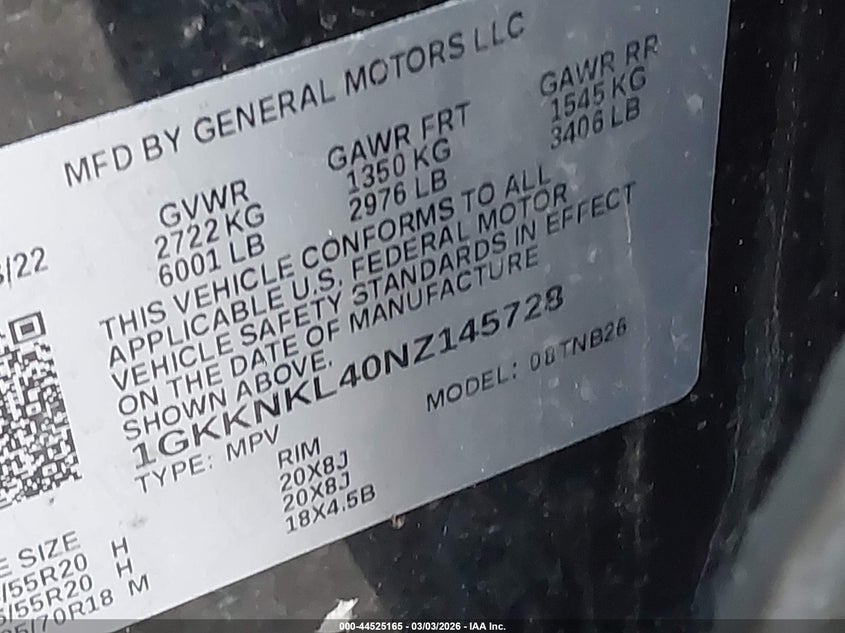 MFD BY GENERAL MOTORS LLC
GVWR GAWR FRT GAWR RR
2722 KG 1350 KG 1545 KG
6001 LB 2976 LB 3406 LB
/22
THIS VEHICLE CONFORMS TO ALL
APPLICABLE U.S. FEDERAL MOTOR
VEHICLE SAFETY STANDARDS IN EFFECT
ON THE DATE OF MANUFACTURE
SHOWN ABOVE.
1GKKNKL40NZ145728
TYPE: MPV MODEL: 0BTNB26
SIZE RIM
/55R20 H 20X8J
/55R20 H 20X8J
/70R18 M 18X4.5B
000-44525165 - 03/03/2026 - IAA Inc.